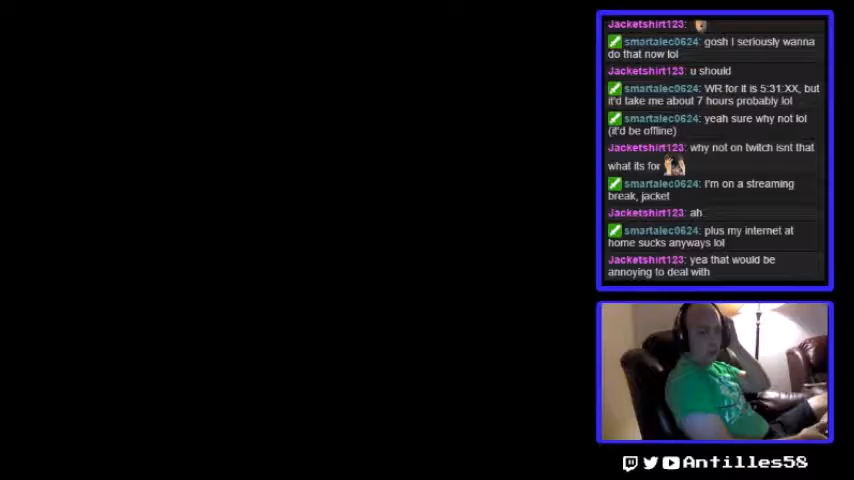 Jacketshirt123:
smartalec0624: gosh I seriously wanna
do that now lol
Jacketshirt123: u should
smartalec0624: WR for it is 5:31:XX, but
it'd take me about 7 hours probably lol
smartalec0624: yeah sure why not lol
(it'd be offline)
Jacketshirt123: why not on twitch isnt that
what its for
smartalec0624: I'm on a streaming
break, jacket
Jacketshirt123: ah
smartalec0624: plus my internet at
home sucks anyways lol
Jacketshirt123: yea that would be
annoying to deal with
Antilles58